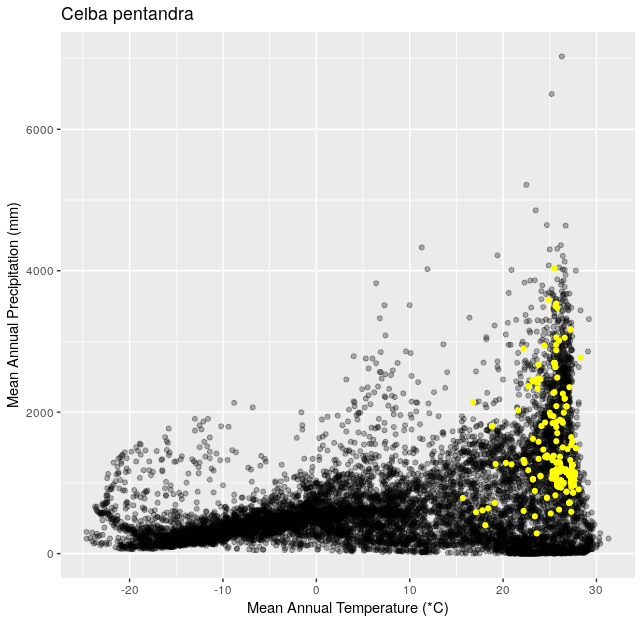 Ceiba pentandra
Mean Annual Precipitation (mm)
6000
4000
2000
0
-20 -10 0 10 20 30
Mean Annual Temperature (*C)